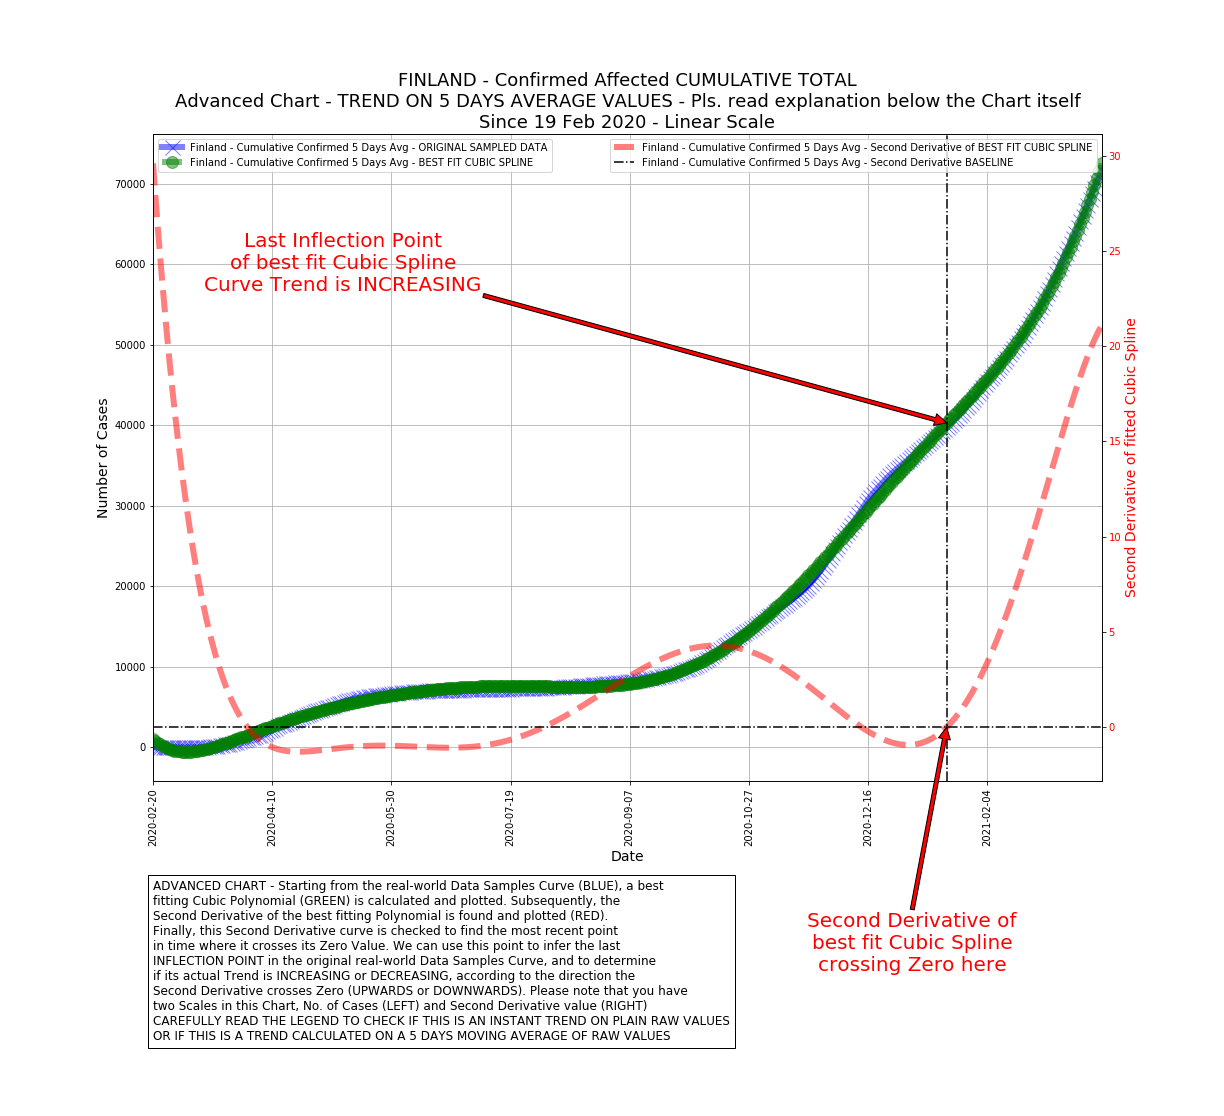 FINLAND - Confirmed Affected CUMULATIVE TOTAL
Advanced Chart - TREND ON 5 DAYS AVERAGE VALUES - Pls. read explanation below the Chart itself
Since 19 Feb 2020 - Linear Scale
Finland - Cumulative Confirmed 5 Days Avg - ORIGINAL SAMPLED DATA
Finland - Cumulative Confirmed 5 Days Avg - BEST FIT CUBIC SPLINE
Finland - Cumulative Confirmed 5 Days Avg - Second Derivative of BEST FIT CUBIC SPLINE
Finland - Cumulative Confirmed 5 Days Avg - Second Derivative BASELINE
Last Inflection Point
of best fit Cubic Spline
Curve Trend is INCREASING
Number of Cases
70000
60000
50000
40000
30000
20000
10000
0
30
25
20
15
10
5
0
Second Derivative of fitted Cubic Spline
2020-02-20
2020-04-10
2020-05-30
2020-07-19
2020-09-07
2020-10-27
2020-12-16
2021-02-04
Date
ADVANCED CHART - Starting from the real-world Data Samples Curve (BLUE), a best
fitting Cubic Polynomial (GREEN) is calculated and plotted. Subsequently, the
Second Derivative of the best fitting Polynomial is found and plotted (RED).
Finally, this Second Derivative curve is checked to find the most recent point
in time where it crosses its Zero Value. We can use this point to infer the last
INFLECTION POINT in the original real-world Data Samples Curve, and to determine
if its actual Trend is INCREASING or DECREASING, according to the direction the
Second Derivative crosses Zero (UPWARDS or DOWNWARDS). Please note that you have
two Scales in this Chart, No. of Cases (LEFT) and Second Derivative value (RIGHT)
CAREFULLY READ THE LEGEND TO CHECK IF THIS IS AN INSTANT TREND ON PLAIN RAW VALUES
OR IF THIS IS A TREND CALCULATED ON A 5 DAYS MOVING AVERAGE OF RAW VALUES
Second Derivative of
best fit Cubic Spline
crossing Zero here